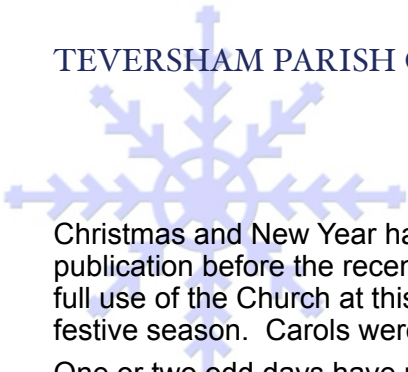 TEVERSHAM PARISH
Christmas and New Year ha
publication before the recen
full use of the Church at this
festive season.  Carols were
One or two odd days have